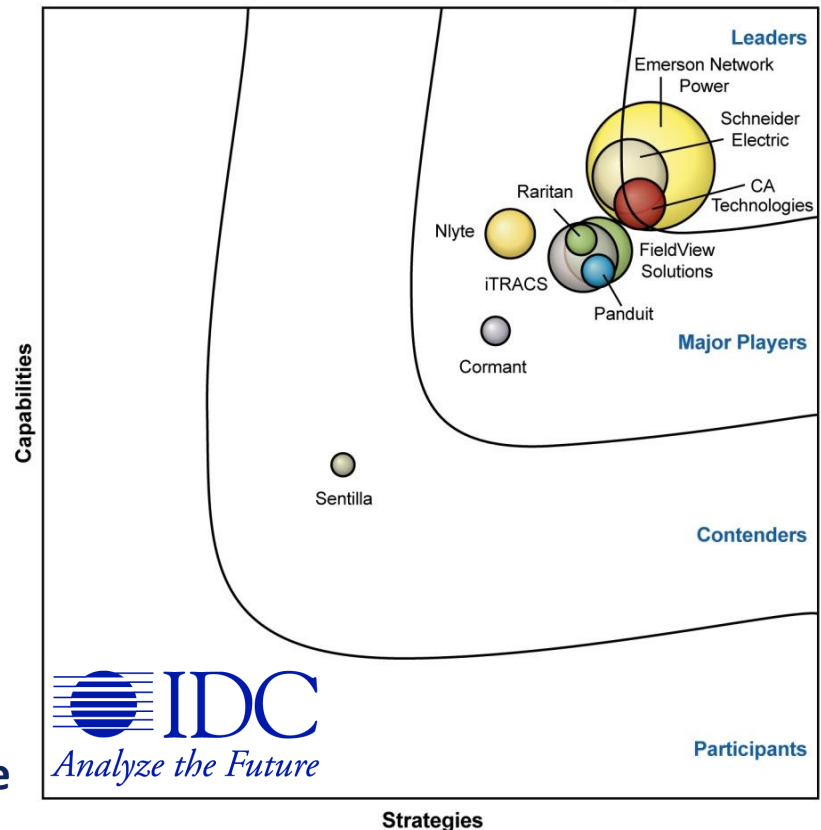 Leaders
Emerson Network
Power
Schneider
Electric
CA
Technologies
Raritan
Nlyte
FieldView
Solutions
iTRACS
Panduit
Major Players
Cormant
Capabilities
Sentilla
Contenders
IDC
Analyze the Future
Participants
e
Strategies